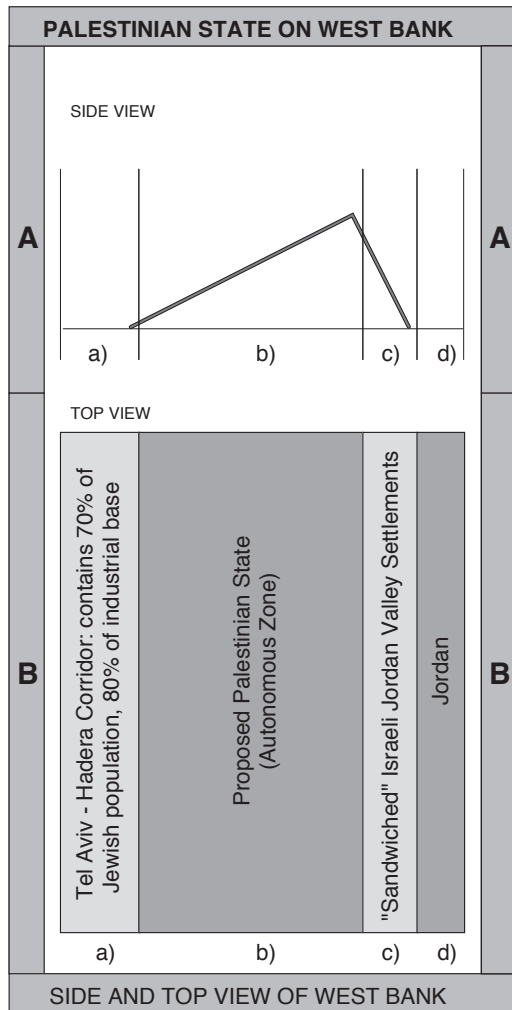 PALESTINIAN STATE ON WEST BANK
SIDE VIEW
A
A
a)
b)
c)
d)
TOP VIEW
B
B
Tel Aviv - Hadera Corridor: contains 70% of
Jewish population, 80% of industrial base
Proposed Palestinian State
(Autonomous Zone)
"Sandwiched" Israeli Jordan Valley Settlements
Jordan
a)
b)
c)
d)
SIDE AND TOP VIEW OF WEST BANK